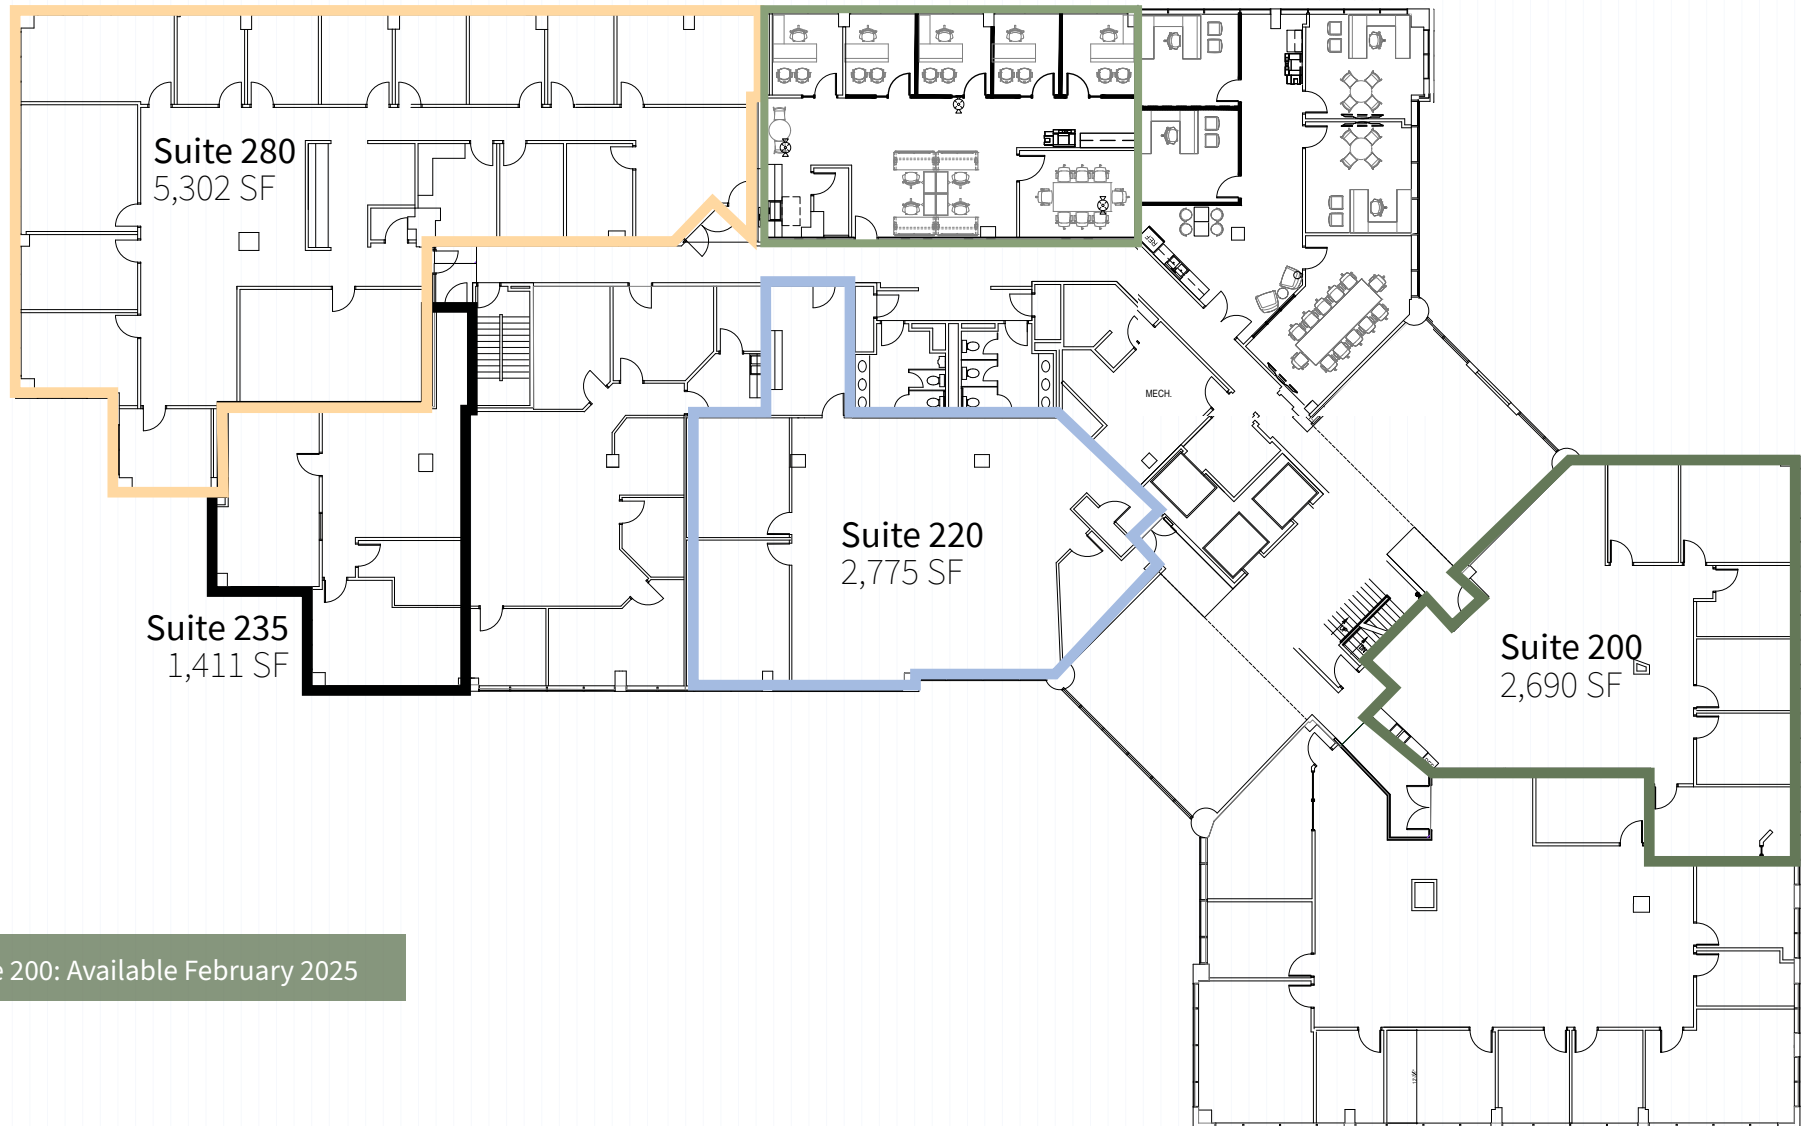 Suite 280
5,302 SF
REF
MECH.
Suite 220
2,775 SF
Suite 235
1,411 SF
Suite 200
2,690 SF
200: Available February 2025